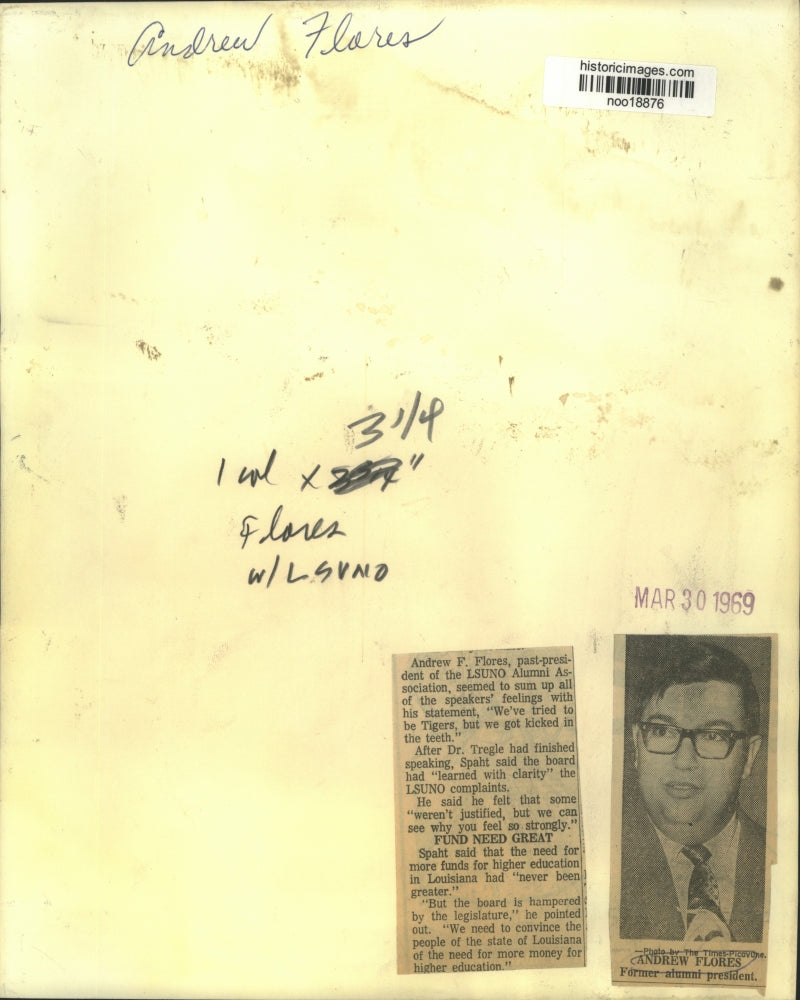 Andrew Flores
historicimages.com
noo18876
3 1/4
1 col x "
Flores
w/LSUNO
MAR 30 1969
Andrew F. Flores, past-presi-
dent of the LSUNO Alumni As-
sociation, seemed to sum up all
of the speakers' feelings with
his statement, "We've tried to
be Tigers, but we got kicked in
the teeth."
After Dr. Tregle had finished
speaking, Spaht said the board
had "learned with clarity" the
LSUNO complaints.
He said he felt that some
"weren't justified, but we can
see why you feel so strongly."
FUND NEED GREAT
Spaht said that the need for
more funds for higher education
in Louisiana had "never been
greater."
"But the board is hampered
by the legislature," he pointed
out. "We need to convince the
people of the state of Louisiana
of the need for more money for
higher education."
—Photo by The Times-Picayune.
ANDREW FLORES
Former alumni president.